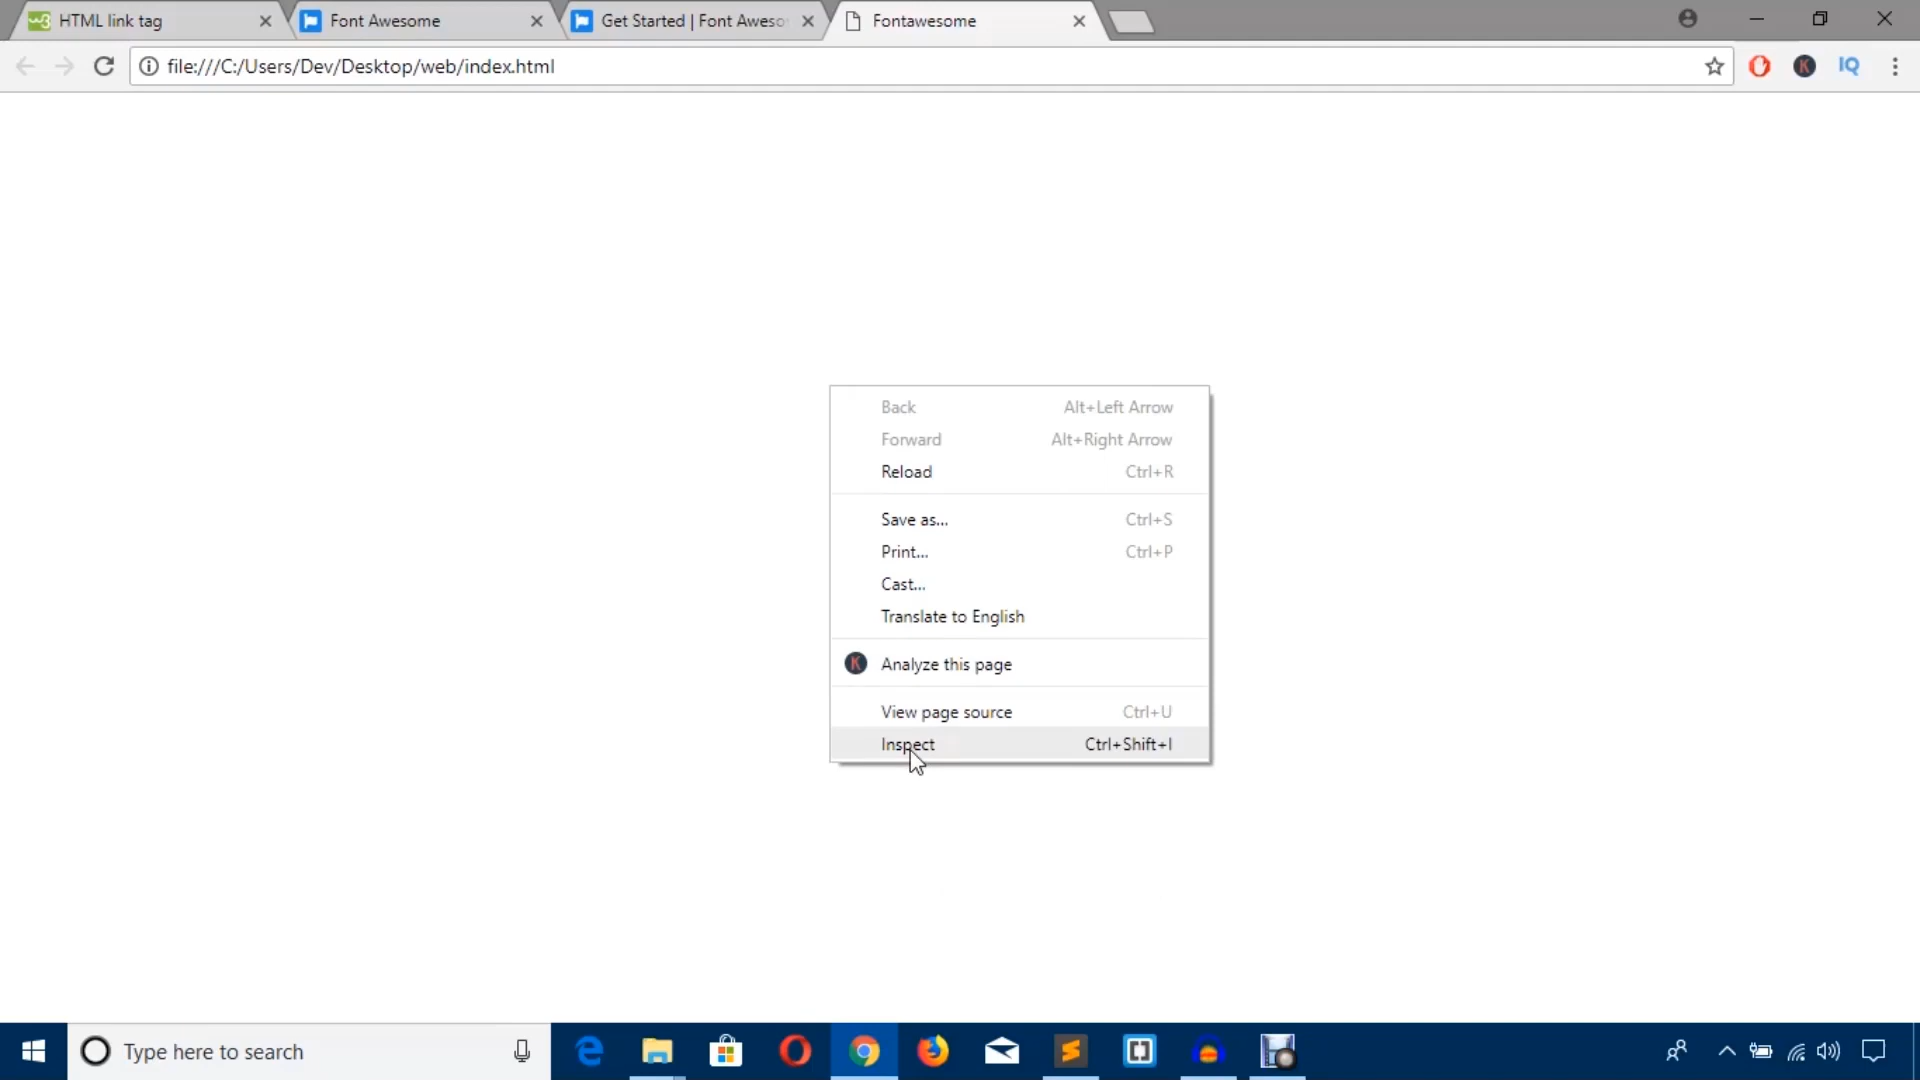 HTML link tag
Font Awesome
Get Started | Font Aweso
Fontawesome
file:///C:/Users/Dev/Desktop/web/index.html
IQ
Back Alt+Left Arrow
Forward Alt+Right Arrow
Reload Ctrl+R
Save as... Ctrl+S
Print... Ctrl+P
Cast...
Translate to English
K Analyze this page
View page source Ctrl+U
Inspect Ctrl+Shift+I
Type here to search